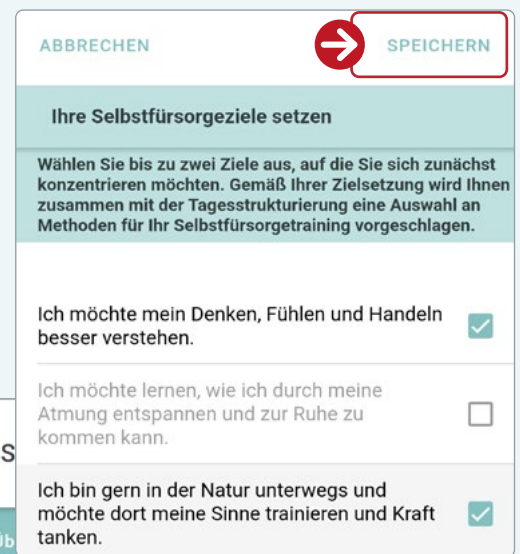 ABBRECHEN
SPEICHERN
Ihre Selbstfürsorgeziele setzen
Wählen Sie bis zu zwei Ziele aus, auf die Sie sich zunächst
konzentrieren möchten. Gemäß Ihrer Zielsetzung wird Ihnen
zusammen mit der Tagesstrukturierung eine Auswahl an
Methoden für Ihr Selbstfürsorgetraining vorgeschlagen.
Ich möchte mein Denken, Fühlen und Handeln
besser verstehen.
Ich möchte lernen, wie ich durch meine
Atmung entspannen und zur Ruhe zu
kommen kann.
Ich bin gern in der Natur unterwegs und
möchte dort meine Sinne trainieren und Kraft
tanken.